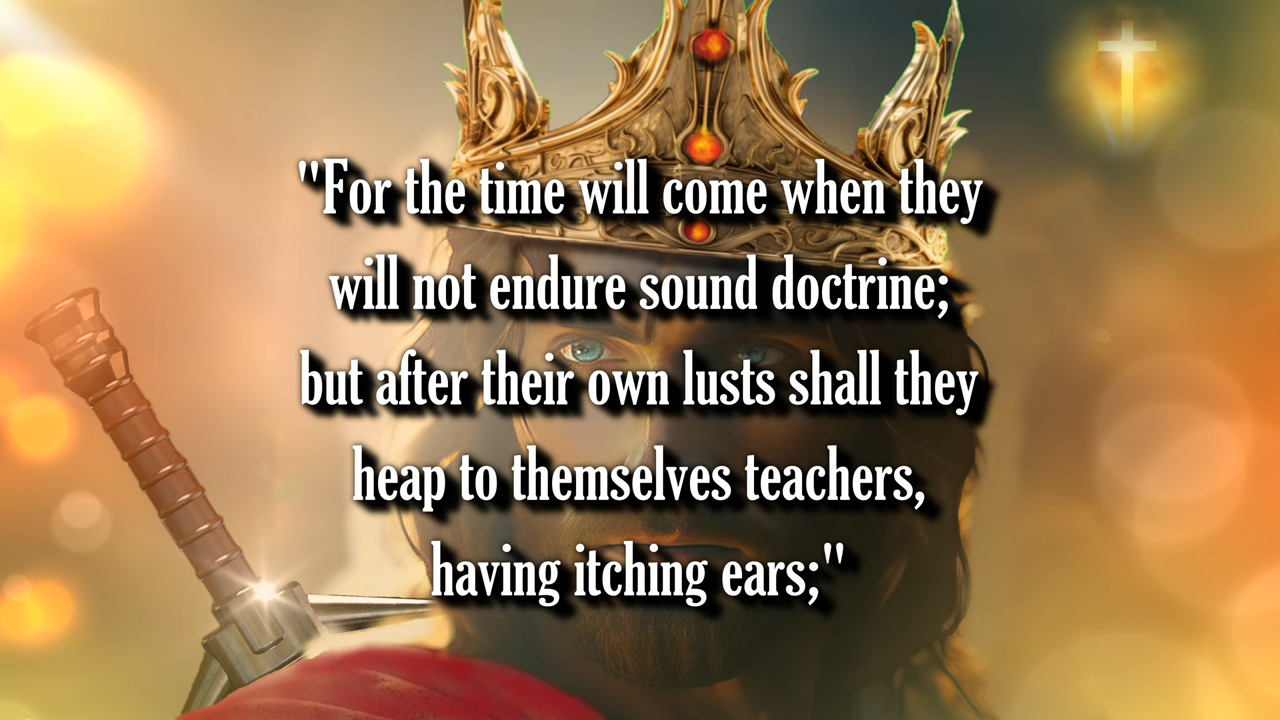 "For the time will come when they
will not endure sound doctrine;
but after their own lusts shall they
heap to themselves teachers,
having itching ears;"